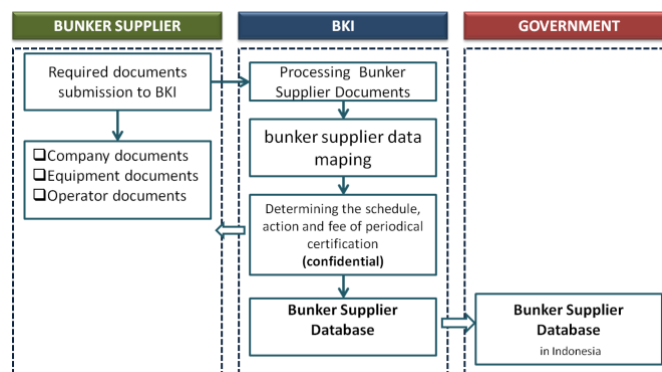 BUNKER SUPPLIER
BKI
GOVERNMENT
Required documents
submission to BKI
Processing Bunker
Supplier Documents
bunker supplier data
maping
❑Company documents
❑Equipment documents
❑Operator documents
Determining the schedule,
action and fee of periodical
certification
(confidential)
Bunker Supplier
Database
Bunker Supplier
Database
in Indonesia